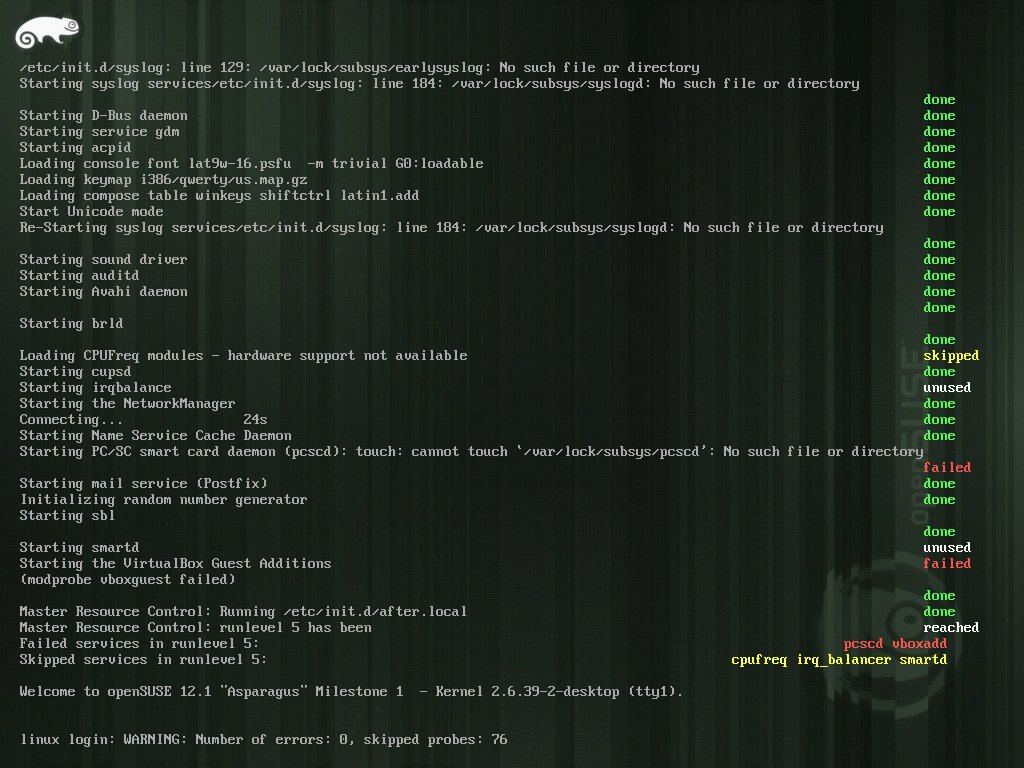 /etc/init.d/syslog: line 129: /var/lock/subsys/earlysyslog: No such file or directory
Starting syslog services/etc/init.d/syslog: line 184: /var/lock/subsys/syslogd: No such file or directory
done
Starting D-Bus daemon done
Starting service gdm done
Starting acpid done
Loading console font lat9w-16.psfu  -m trivial G0:loadable done
Loading keymap i386/qwerty/us.map.gz done
Loading compose table winkeys shiftctrl latin1.add done
Start Unicode mode done
Re-Starting syslog services/etc/init.d/syslog: line 184: /var/lock/subsys/syslogd: No such file or directory
done
Starting sound driver done
Starting auditd done
Starting Avahi daemon done
done
Starting brld
done
Loading CPUFreq modules - hardware support not available skipped
Starting cupsd done
Starting irqbalance unused
Starting the NetworkManager done
Connecting... 24s done
Starting Name Service Cache Daemon done
Starting PC/SC smart card daemon (pcscd): touch: cannot touch `/var/lock/subsys/pcscd': No such file or directory
failed
Starting mail service (Postfix) done
Initializing random number generator done
Starting sbl
done
Starting smartd unused
Starting the VirtualBox Guest Additions failed
(modprobe vboxguest failed)
done
Master Resource Control: Running /etc/init.d/after.local done
Master Resource Control: runlevel 5 has been reached
Failed services in runlevel 5: pcscd vboxadd
Skipped services in runlevel 5: cpufreq irq_balancer smartd
Welcome to openSUSE 12.1 "Asparagus" Milestone 1  - Kernel 2.6.39-2-desktop (tty1).
linux login: WARNING: Number of errors: 0, skipped probes: 76
openSUSE